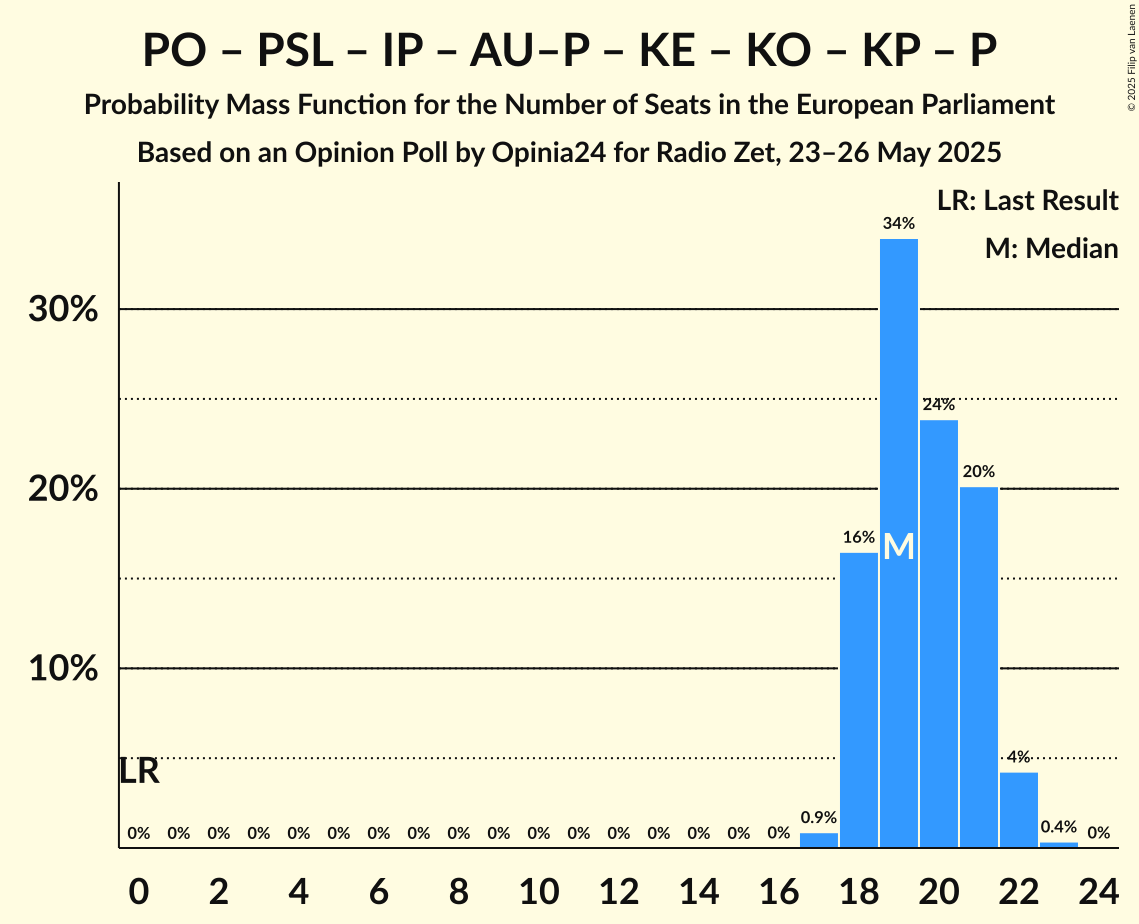 PO – PSL – IP – AU–P – KE – KO – KP – P
Probability Mass Function for the Number of Seats in the European Parliament
Based on an Opinion Poll by Opinia24 for Radio Zet, 23–26 May 2025
© 2025 Filip van Laenen
LR: Last Result
M: Median
34%
30%
24%
20%
20%
16%
M
10%
LR
4%
0% 0% 0% 0% 0% 0% 0% 0% 0% 0% 0% 0% 0% 0% 0% 0% 0% 0.9% 0.4% 0%
0 2 4 6 8 10 12 14 16 18 20 22 24